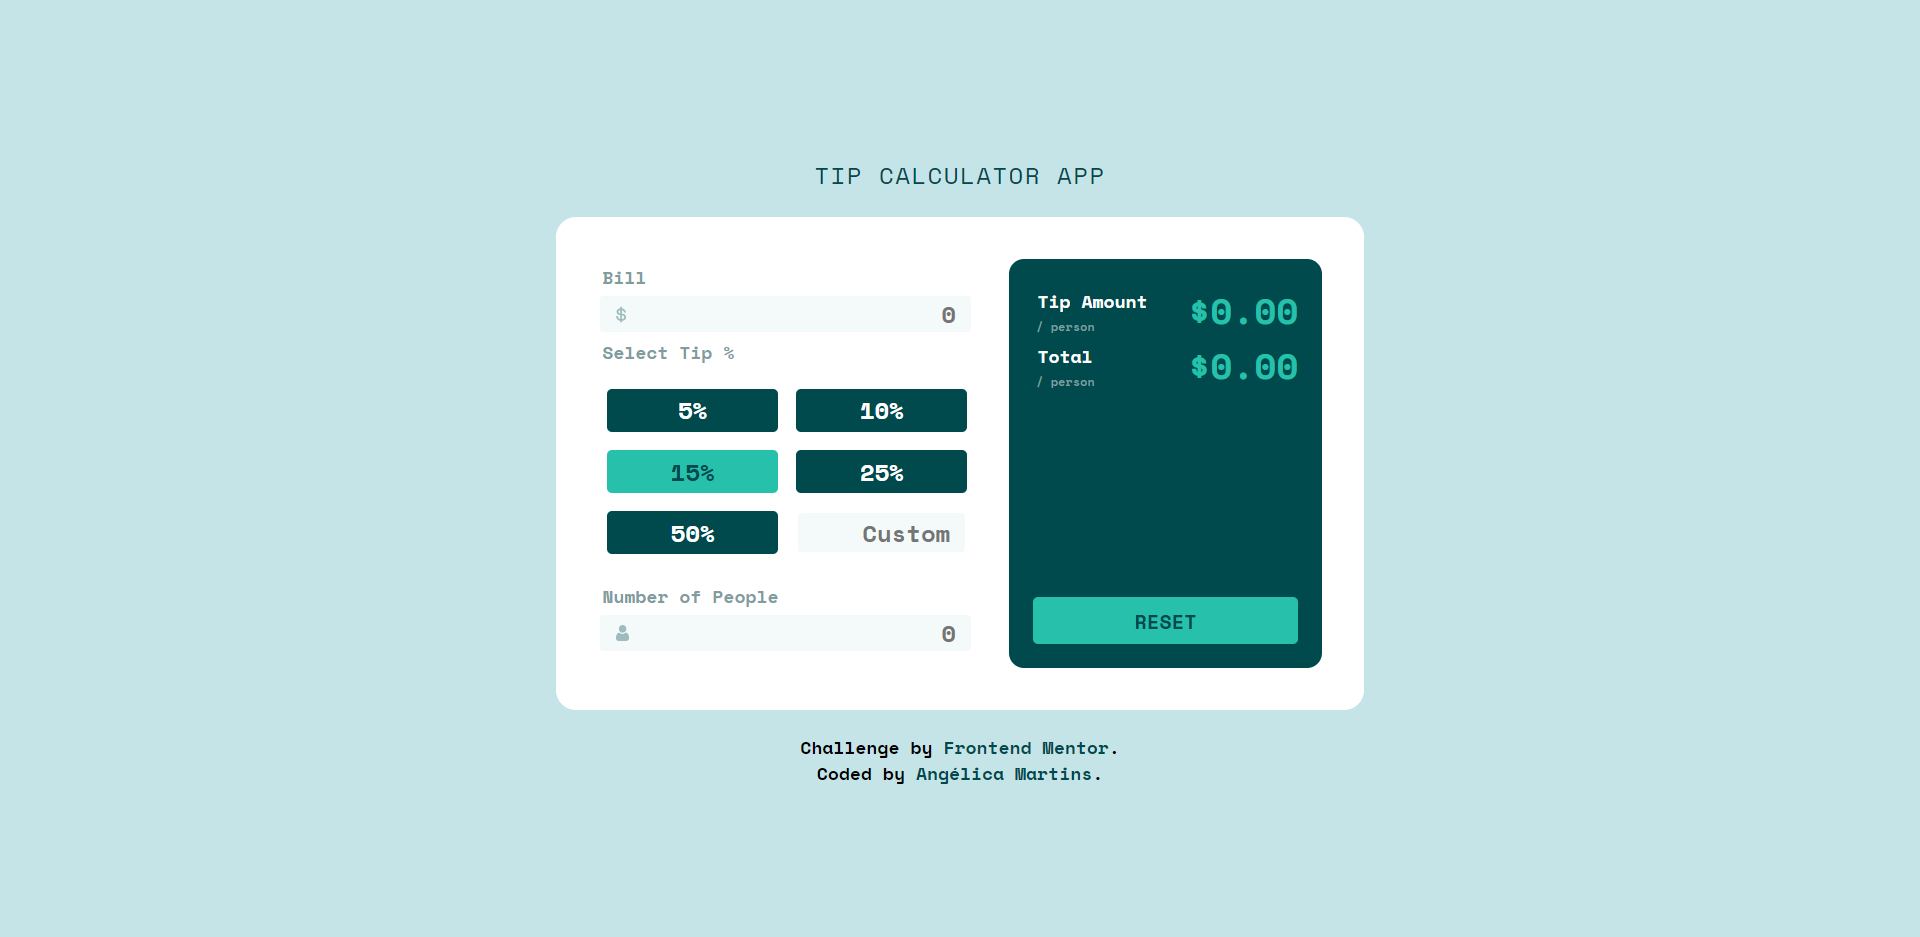 TIP CALCULATOR APP
Bill
$ 0
Select Tip %
5% 10%
15% 25%
50% Custom
Number of People
0
Tip Amount $0.00
/ person
Total $0.00
/ person
RESET
Challenge by Frontend Mentor.
Coded by Angélica Martins.